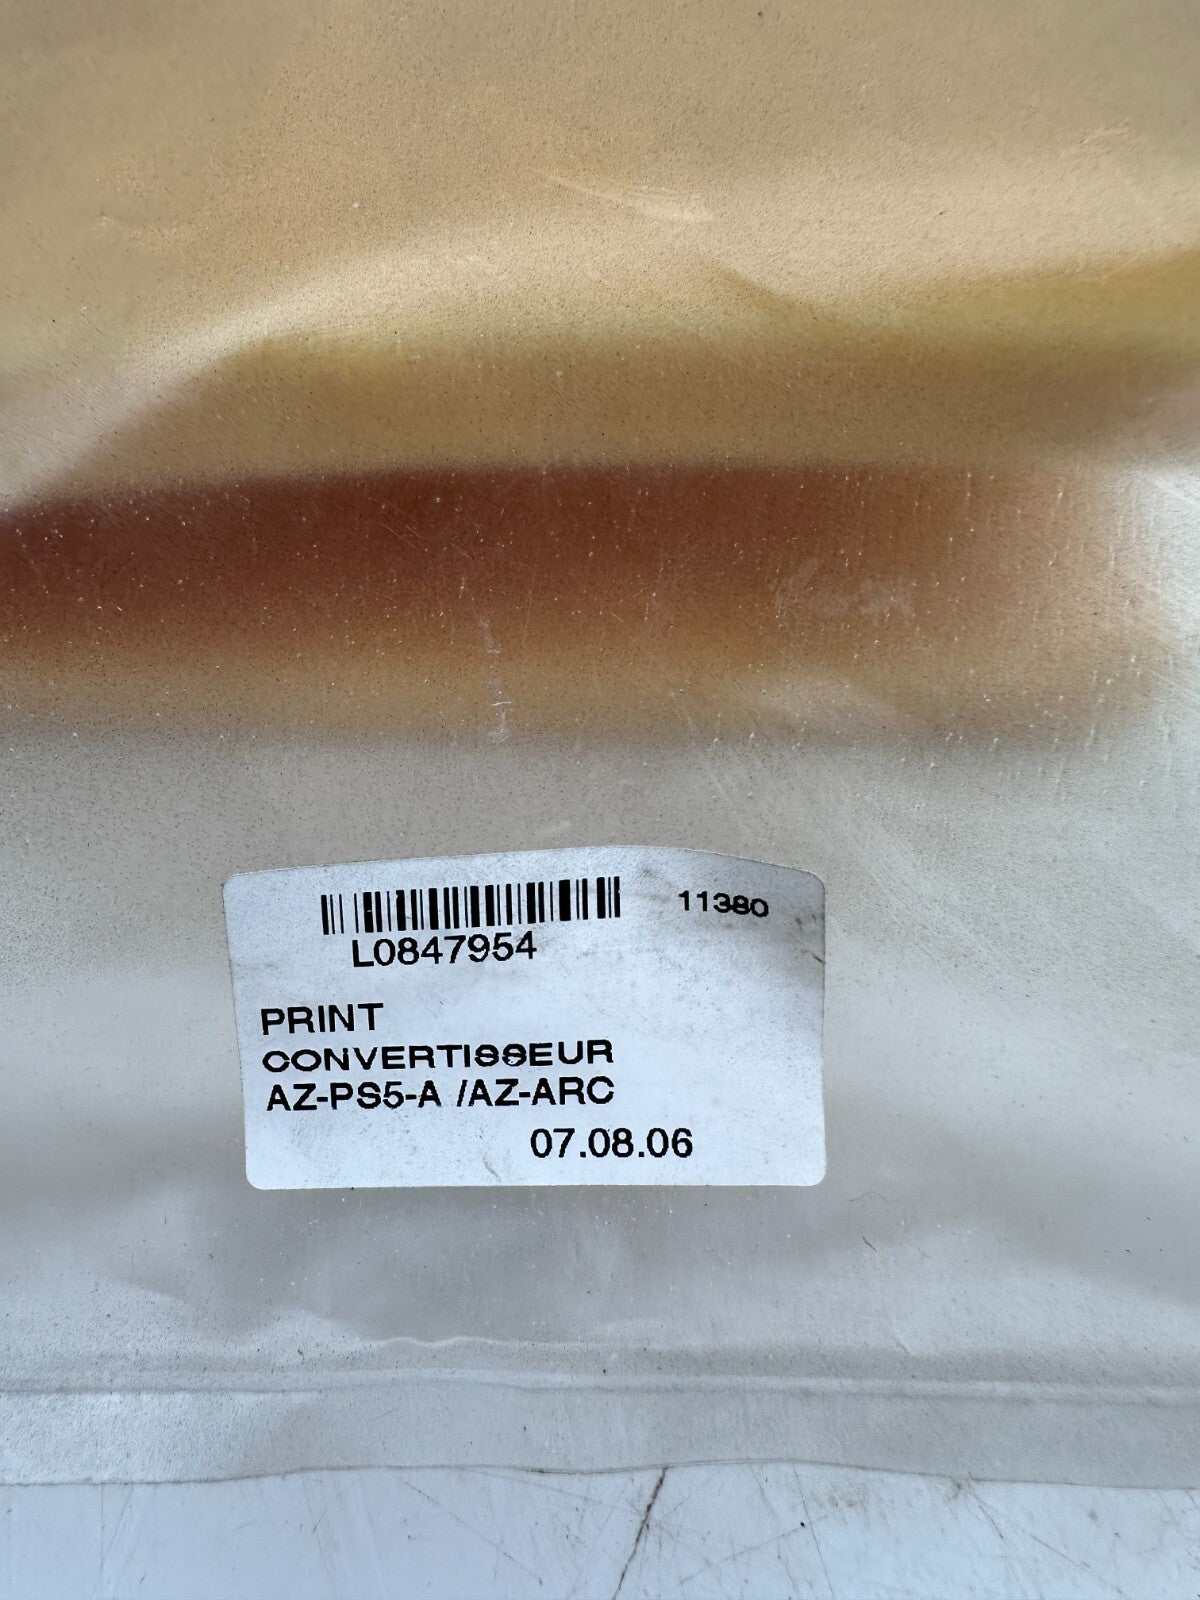 11380
L0847954
PRINT
CONVERTISSEUR
AZ-PS5-A /AZ-ARC
07.08.06